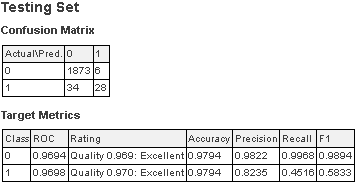 Testing Set
Confusion Matrix
Actual\Pred. 0 1
0 1873 6
1 34 28
Target Metrics
Class ROC Rating Accuracy Precision Recall F1
0 0.9694 Quality 0.969: Excellent 0.9794 0.9822 0.9968 0.9894
1 0.9698 Quality 0.970: Excellent 0.9794 0.8235 0.4516 0.5833